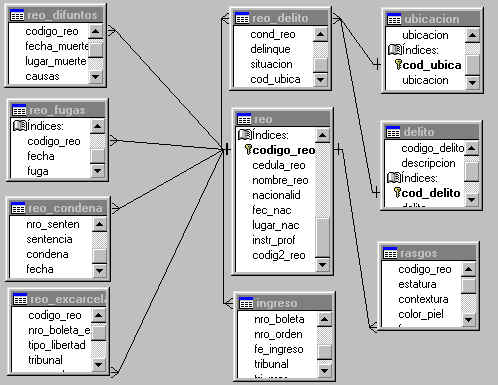 reo_difuntos
codigo_reo
fecha_muerte
lugar_muerte
causas
reo_fugas
Índices:
codigo_reo
fecha
fuga
reo_condena
nro_senten
sentencia
condena
fecha
reo_excarcela
codigo_reo
nro_boleta_e
tipo_libertad
tribunal
reo_delito
cond_reo
delinque
situacion
cod_ubica
reo
Índices:
codigo_reo
cedula_reo
nombre_reo
nacionalid
fec_nac
lugar_nac
instr_prof
codig2_reo
ingreso
nro_boleta
nro_orden
fe_ingreso
tribunal
ubicacion
ubicacion
Índices:
cod_ubica
ubicacion
delito
codigo_delito
descripcion
Índices:
cod_delito
rasgos
codigo_reo
estatura
contextura
color_piel